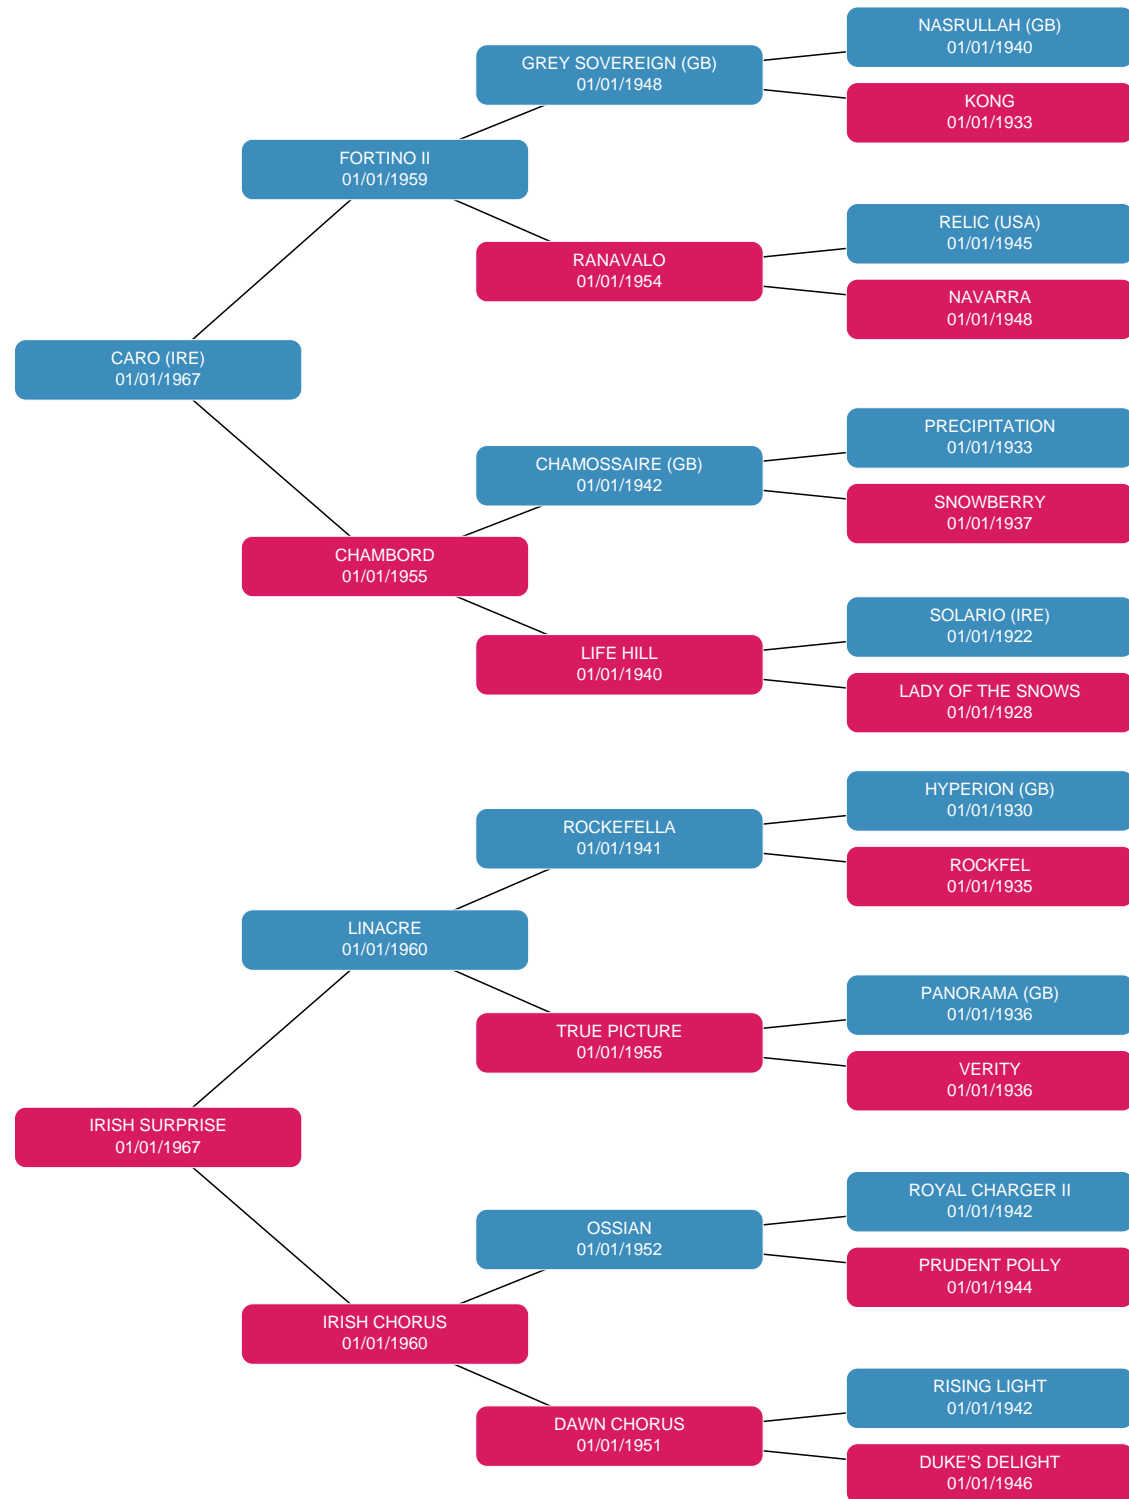 NASRULLAH (GB)
01/01/1940
GREY SOVEREIGN (GB)
01/01/1948
KONG
01/01/1933
FORTINO II
01/01/1959
RELIC (USA)
01/01/1945
RANAVALO
01/01/1954
NAVARRA
01/01/1948
CARO (IRE)
01/01/1967
PRECIPITATION
01/01/1933
CHAMOSSAIRE (GB)
01/01/1942
SNOWBERRY
01/01/1937
CHAMBORD
01/01/1955
SOLARIO (IRE)
01/01/1922
LIFE HILL
01/01/1940
LADY OF THE SNOWS
01/01/1928
HYPERION (GB)
01/01/1930
ROCKEFELLA
01/01/1941
ROCKFEL
01/01/1935
LINACRE
01/01/1960
PANORAMA (GB)
01/01/1936
TRUE PICTURE
01/01/1955
VERITY
01/01/1936
IRISH SURPRISE
01/01/1967
ROYAL CHARGER II
01/01/1942
OSSIAN
01/01/1952
PRUDENT POLLY
01/01/1944
IRISH CHORUS
01/01/1960
RISING LIGHT
01/01/1942
DAWN CHORUS
01/01/1951
DUKE'S DELIGHT
01/01/1946